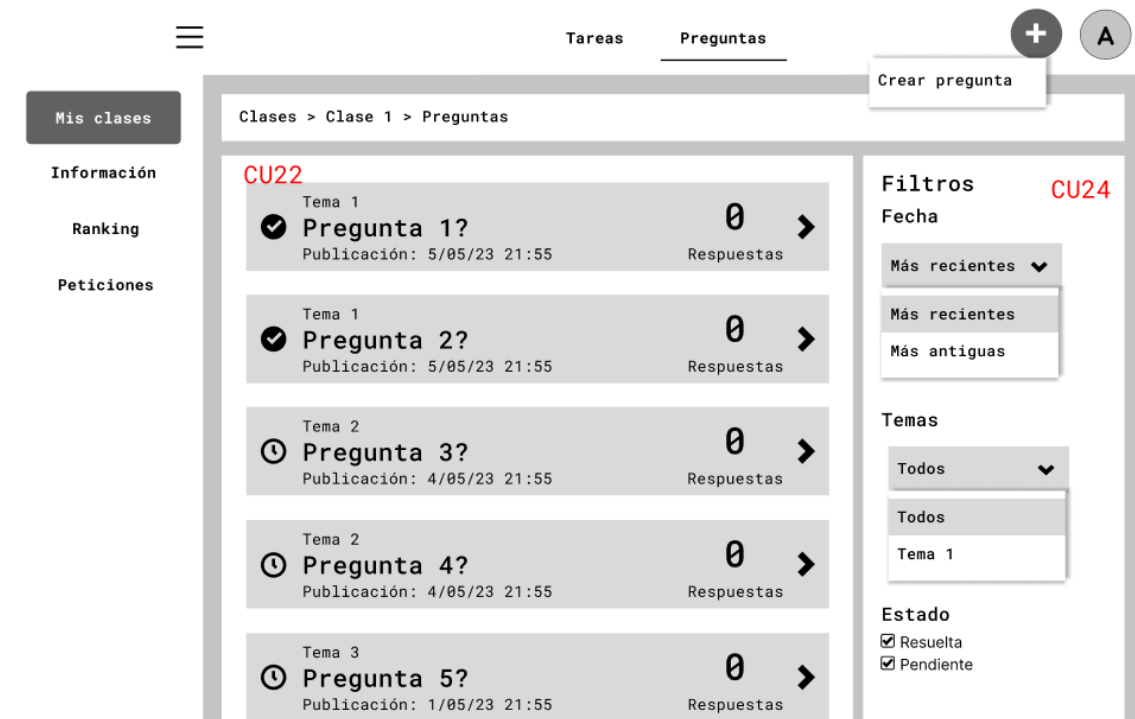 Tareas
Preguntas
A
Crear pregunta
Mis clases
Información
Ranking
Peticiones
Clases > Clase 1 > Preguntas
CU22
Tema 1
Pregunta 1?
Publicación: 5/05/23 21:55
0
Respuestas
Tema 1
Pregunta 2?
Publicación: 5/05/23 21:55
0
Respuestas
Tema 2
Pregunta 3?
Publicación: 4/05/23 21:55
0
Respuestas
Tema 2
Pregunta 4?
Publicación: 4/05/23 21:55
0
Respuestas
Tema 3
Pregunta 5?
Publicación: 1/05/23 21:55
0
Respuestas
Filtros
CU24
Fecha
Más recientes
Más recientes
Más antiguas
Temas
Todos
Todos
Tema 1
Estado
Resuelta
Pendiente